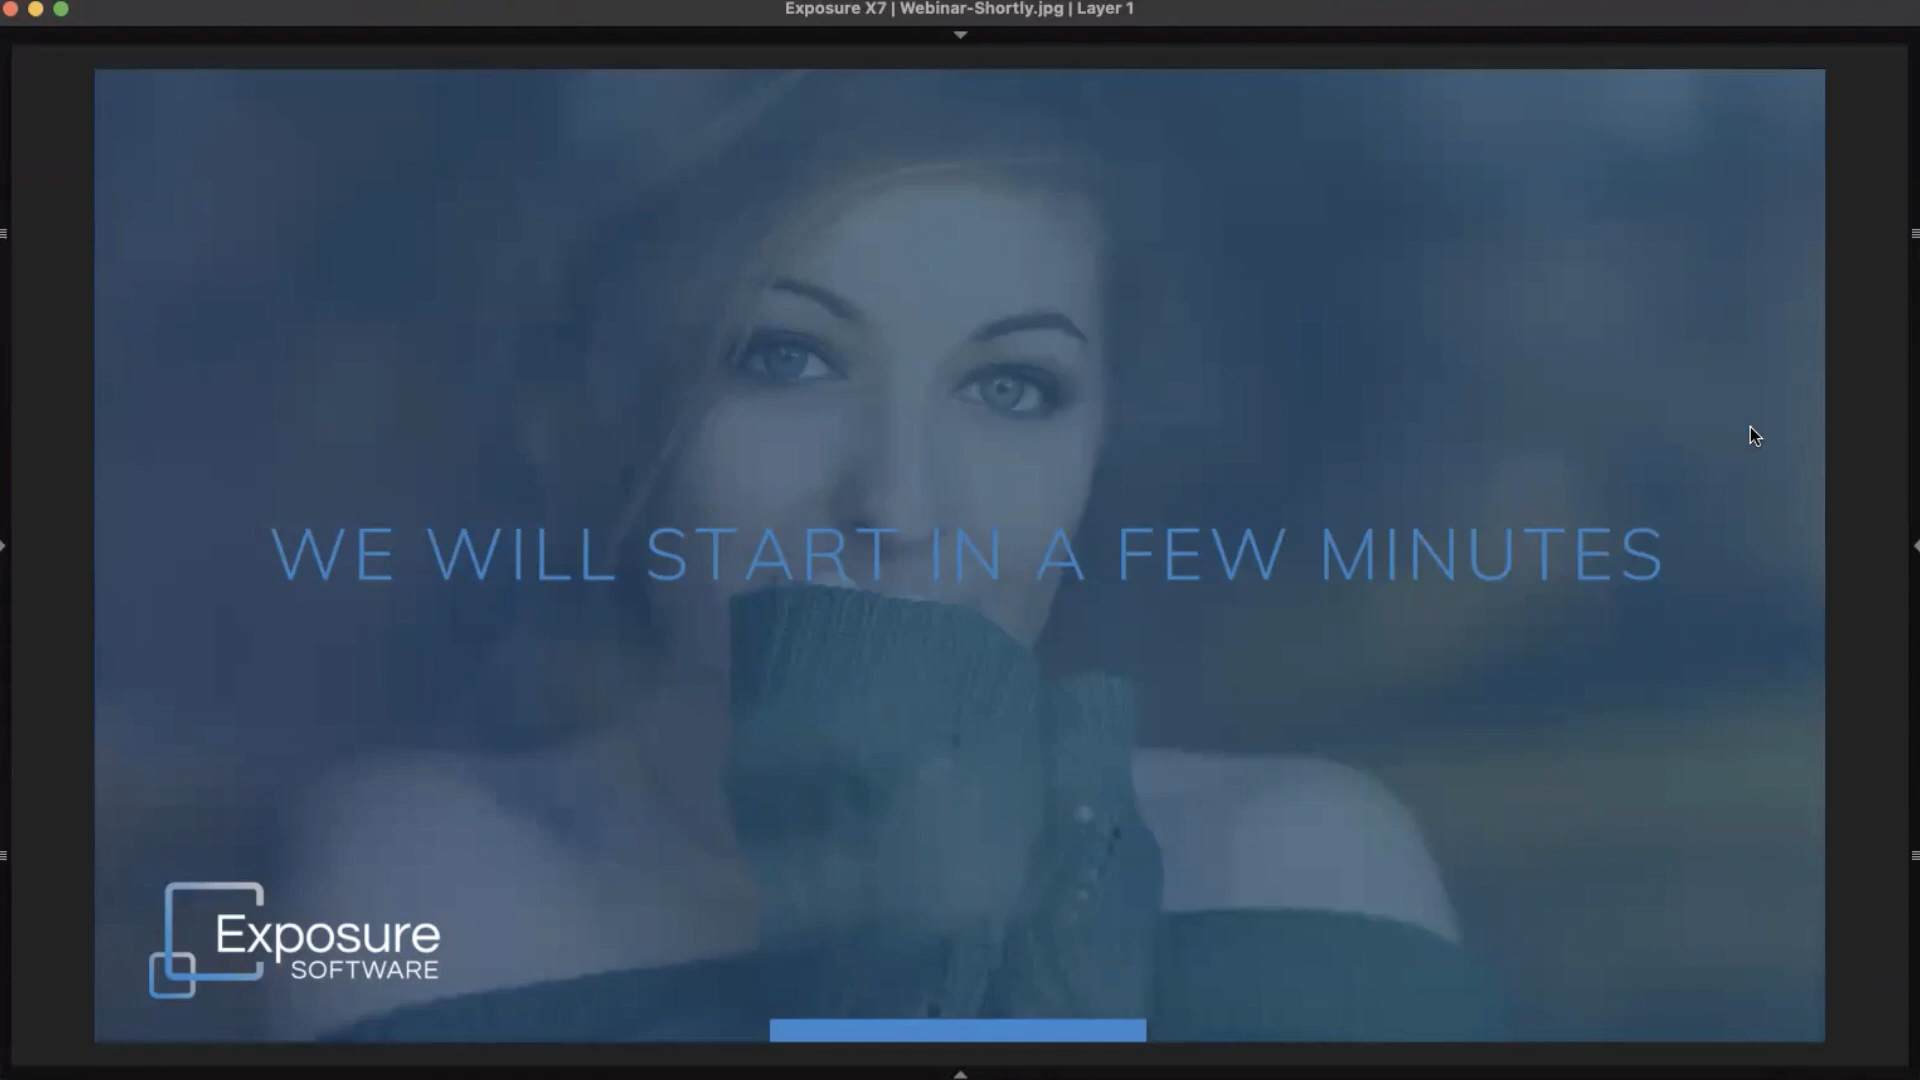 Exposure X7 | Webinar-Shortly.jpg | Layer 1
WE WILL START IN A FEW MINUTES
Exposure
SOFTWARE